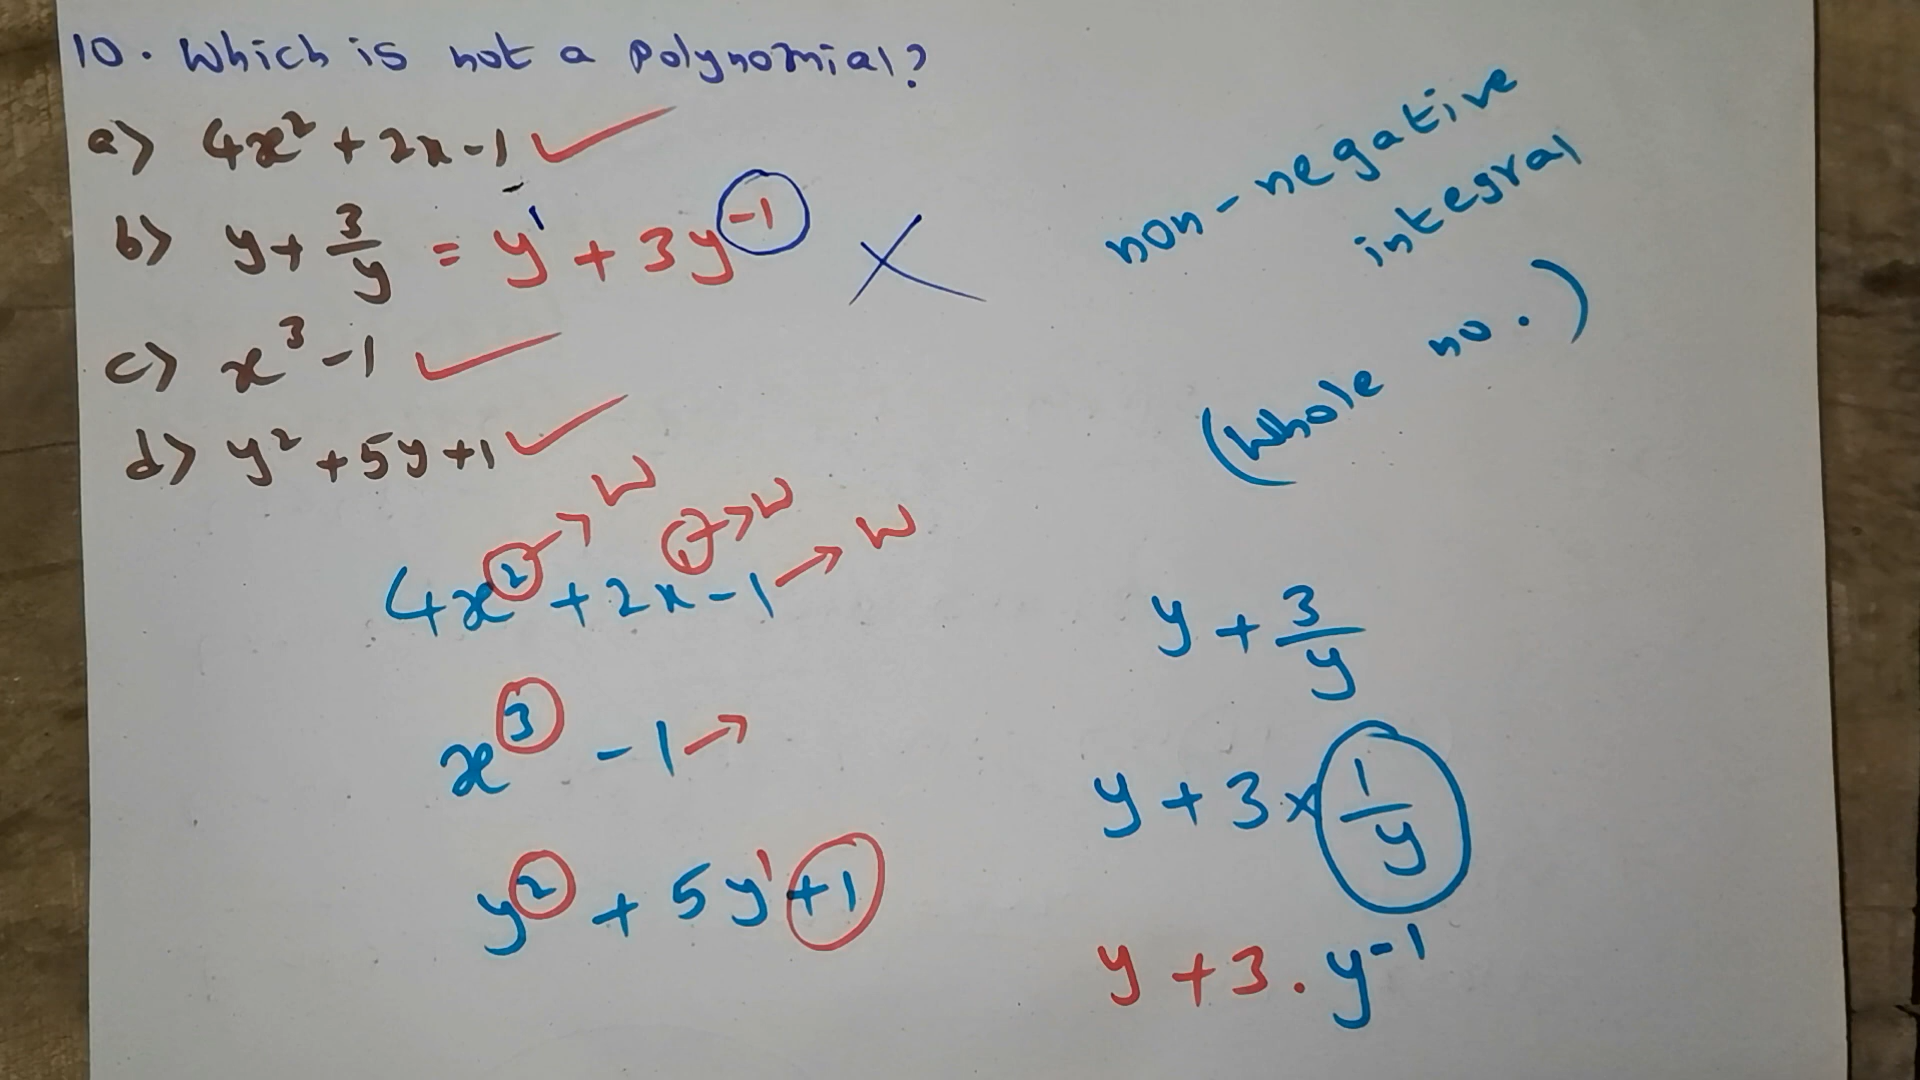 10. Which is not a polynomial?
a) 4x² + 2x - 1 ✓
b) y + 3/y = y¹ + 3y⁻¹ ✗
c) x³ - 1 ✓
d) y² + 5y + 1 ✓
non-negative
integral
(Whole no.)
4x² → W + 2x¹ → W - 1 → W
x³ - 1 →
y² + 5y¹ + 1
y + 3/y
y + 3 × 1/y
y + 3 . y⁻¹